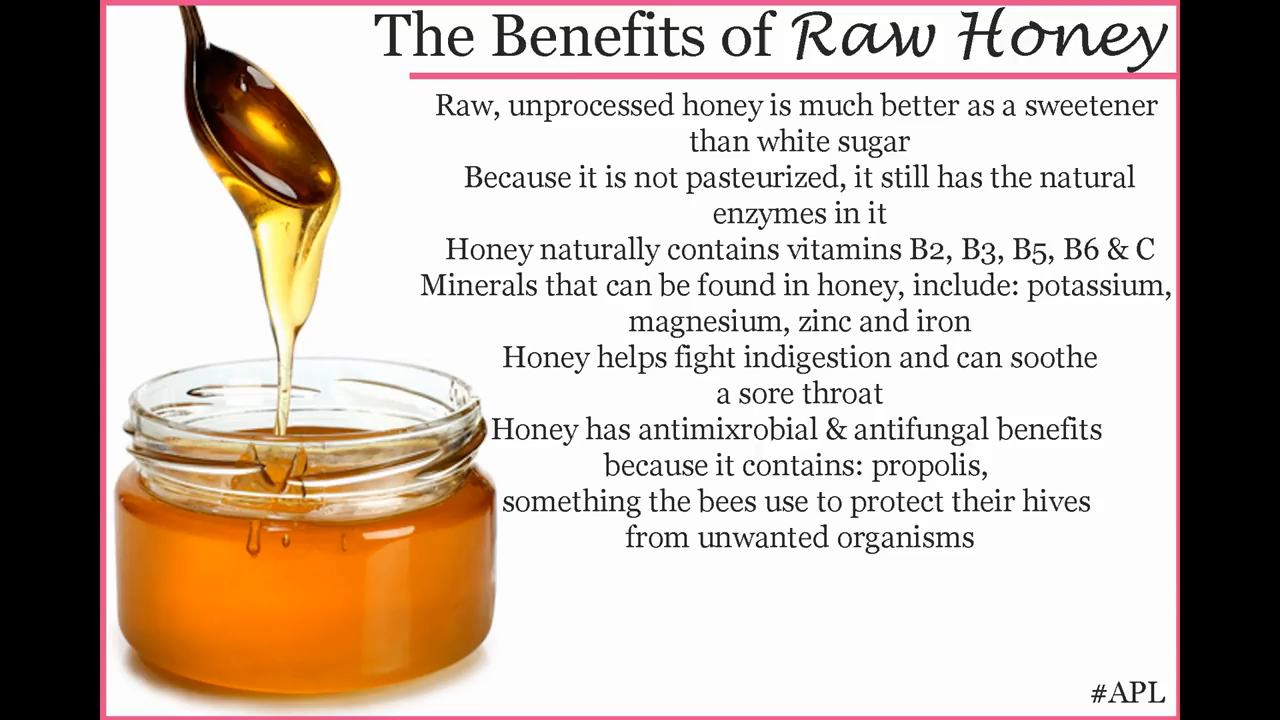 The Benefits of Raw Honey
Raw, unprocessed honey is much better as a sweetener
than white sugar
Because it is not pasteurized, it still has the natural
enzymes in it
Honey naturally contains vitamins B2, B3, B5, B6 & C
Minerals that can be found in honey, include: potassium,
magnesium, zinc and iron
Honey helps fight indigestion and can soothe
a sore throat
Honey has antimixrobial & antifungal benefits
because it contains: propolis,
something the bees use to protect their hives
from unwanted organisms
#APL